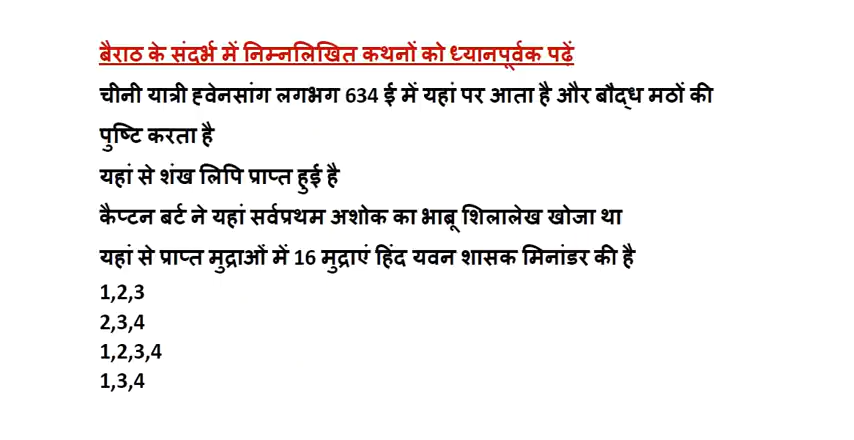 बैराठ के संदर्भ में निम्नलिखित कथनों को ध्यानपूर्वक पढ़ें
चीनी यात्री ह्वेनसांग लगभग 634 ई में यहां पर आता है और बौद्ध मठों की
पुष्टि करता है
यहां से शंख लिपि प्राप्त हुई है
कैप्टन बर्ट ने यहां सर्वप्रथम अशोक का भाब्रू शिलालेख खोजा था
यहां से प्राप्त मुद्राओं में 16 मुद्राएं हिंद यवन शासक मिनांडर की है
1,2,3
2,3,4
1,2,3,4
1,3,4